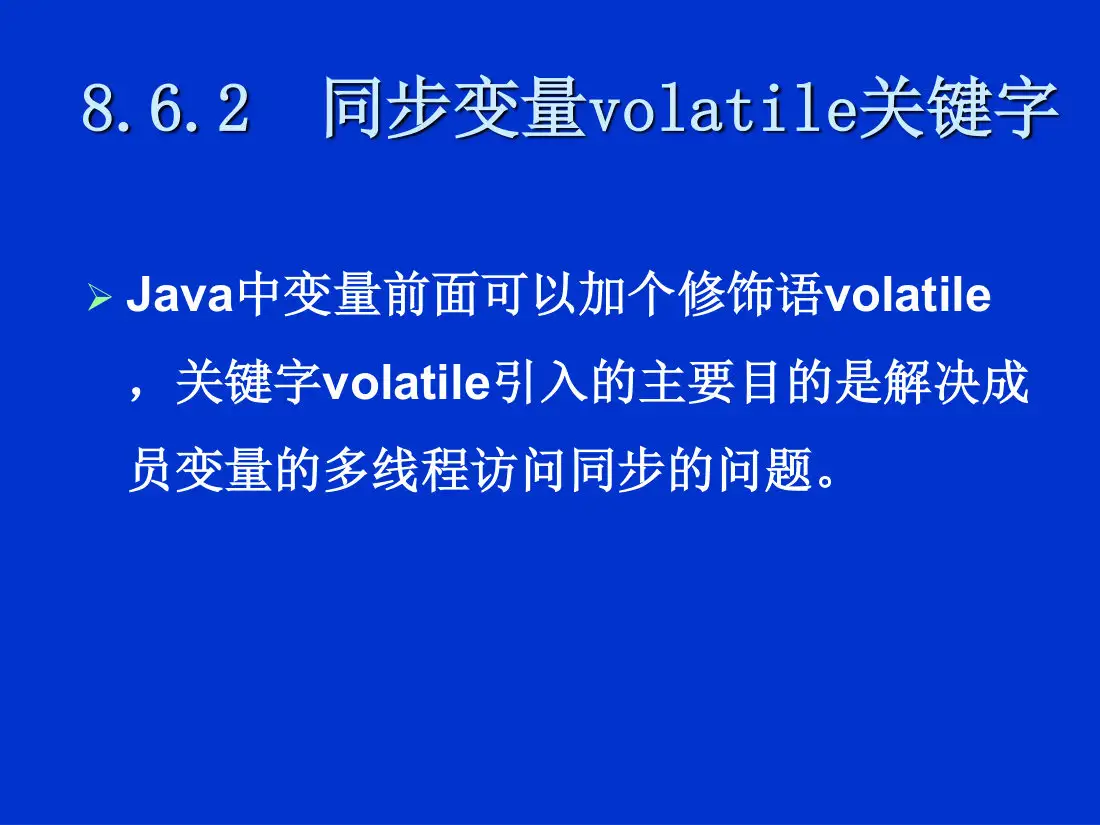 8.6.2 同步变量volatile关键字
Java中变量前面可以加个修饰语volatile
，关键字volatile引入的主要目的是解决成
员变量的多线程访问同步的问题。